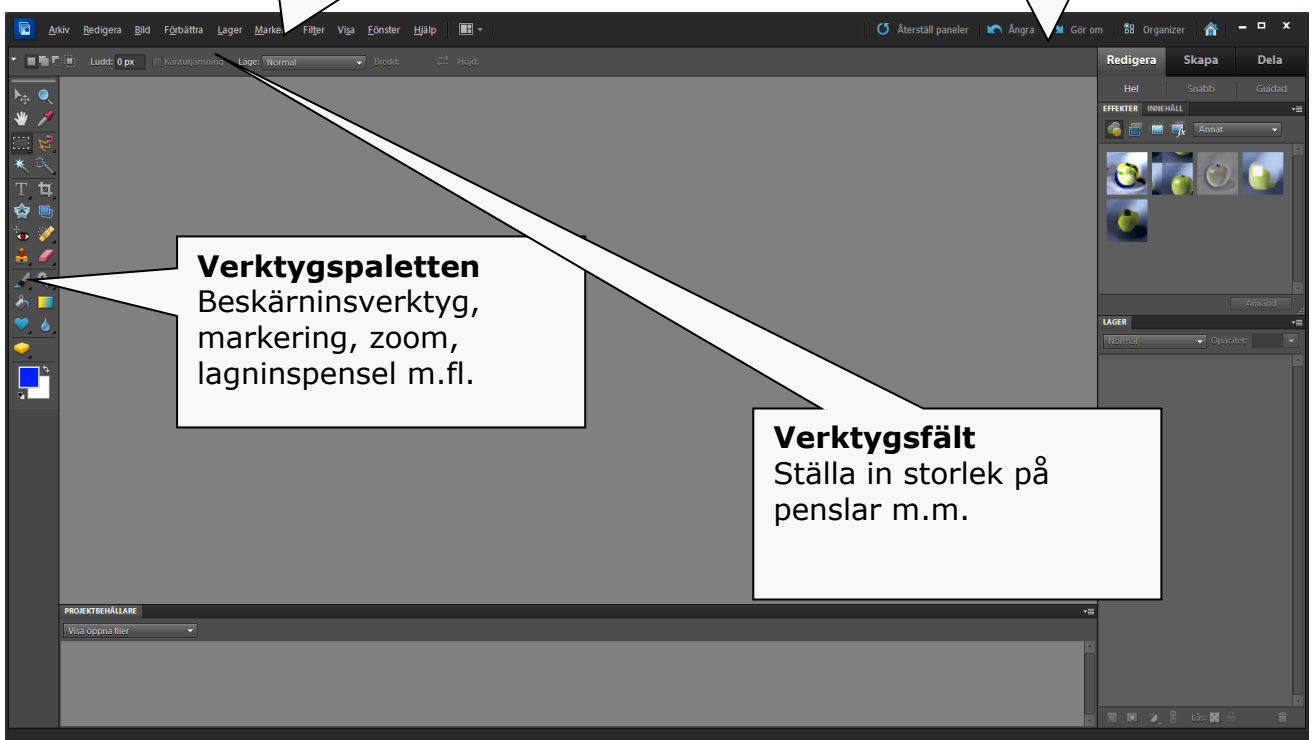 Arkiv Redigera Bild Förbättra Lager Marke Filter Visa Fönster Hjälp Återställ paneler Ångra Gör om Organizer
Ludd: 0 px Kantutjämning Läge: Normal Bredd: Höjd:
Redigera Skapa Dela
Hel Snabb Guidad
EFFEKTER INNEHÅLL
Annat
Verktygspaletten
Beskärninsverktyg,
markering, zoom,
lagninspensel m.fl.
Använd
LAGER
Normal Opacitet:
Verktygsfält
Ställa in storlek på
penslar m.m.
PROJEKTBEHÅLLARE
Visa öppna filer
Lås: